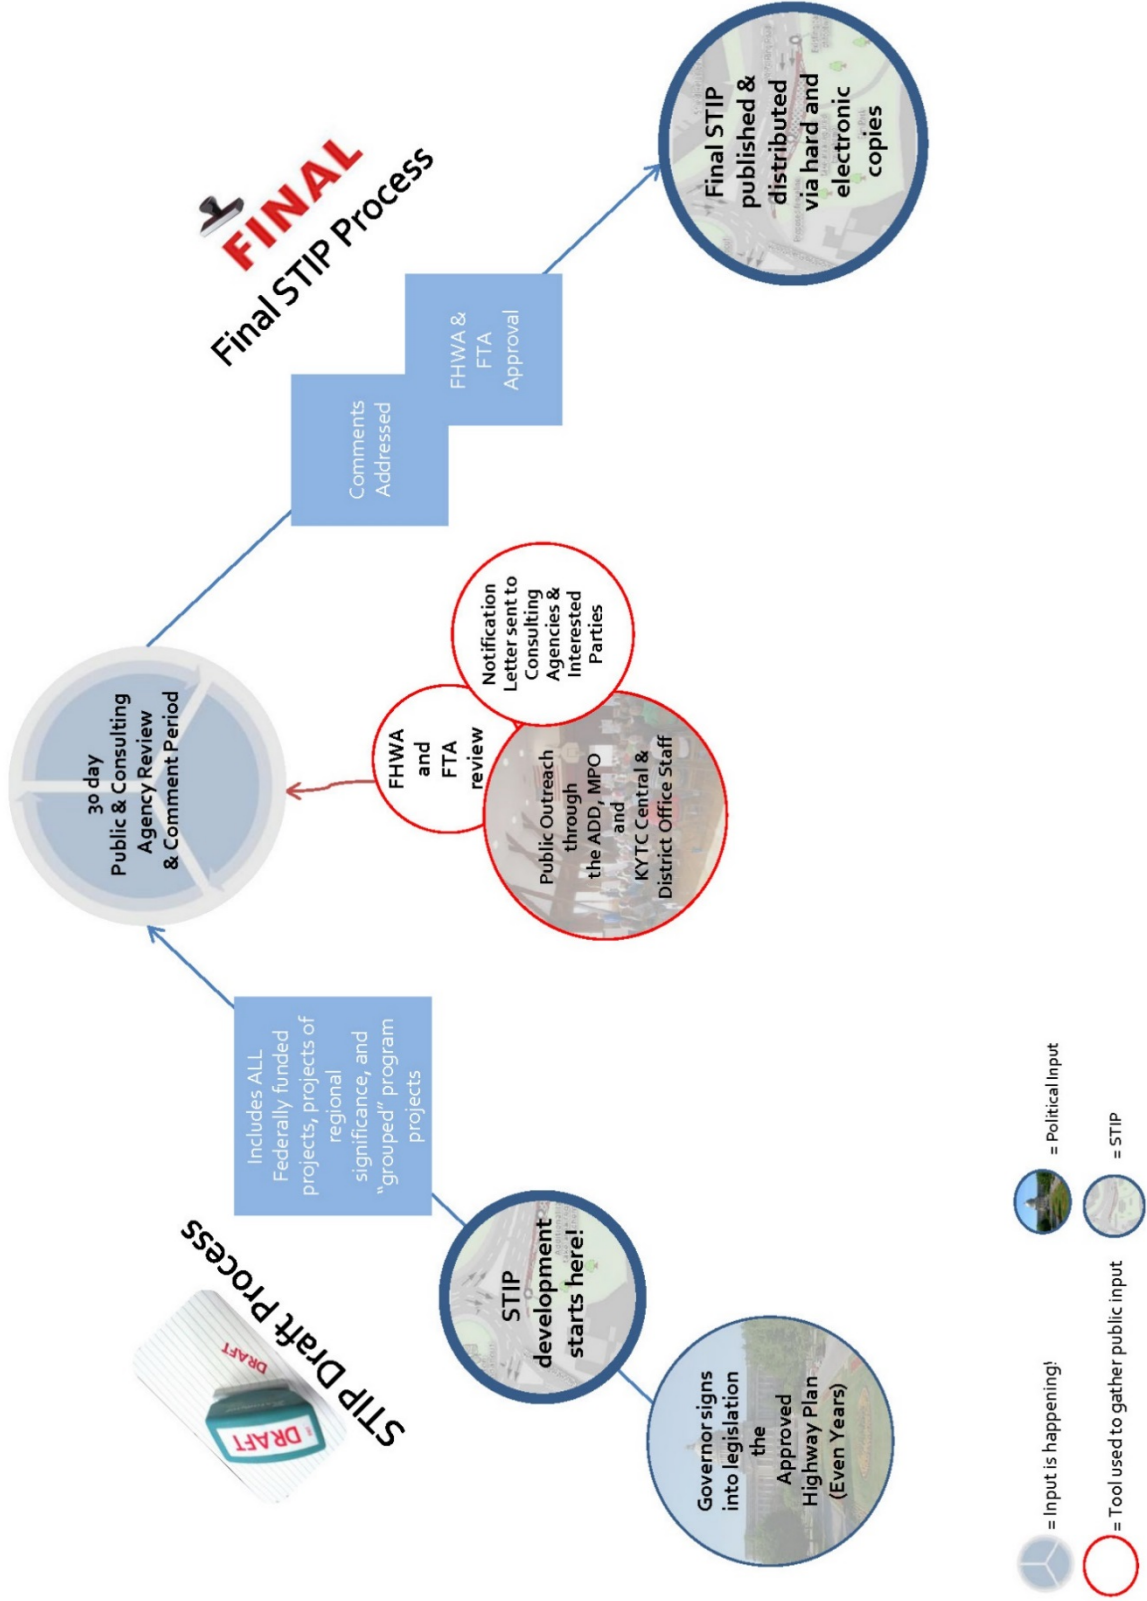 STIP Draft Process
DRAFT
DRAFT
Governor signs
into legislation
the
Approved
Highway Plan
(Even Years)
STIP
development
starts here!
Includes ALL
Federally funded
projects, projects of
regional
significance, and
"grouped" program
projects
30 day
Public & Consulting
Agency Review
& Comment Period
FHWA
and
FTA
review
Notification
Letter sent to
Consulting
Agencies &
Interested
Parties
Public Outreach
through
the ADD, MPO
and
KYTC Central &
District Office Staff
FINAL
Final STIP Process
Comments
Addressed
FHWA &
FTA
Approval
Final STIP
published &
distributed
via hard and
electronic
copies
= Input is happening!
= Political Input
= Tool used to gather public input
= STIP